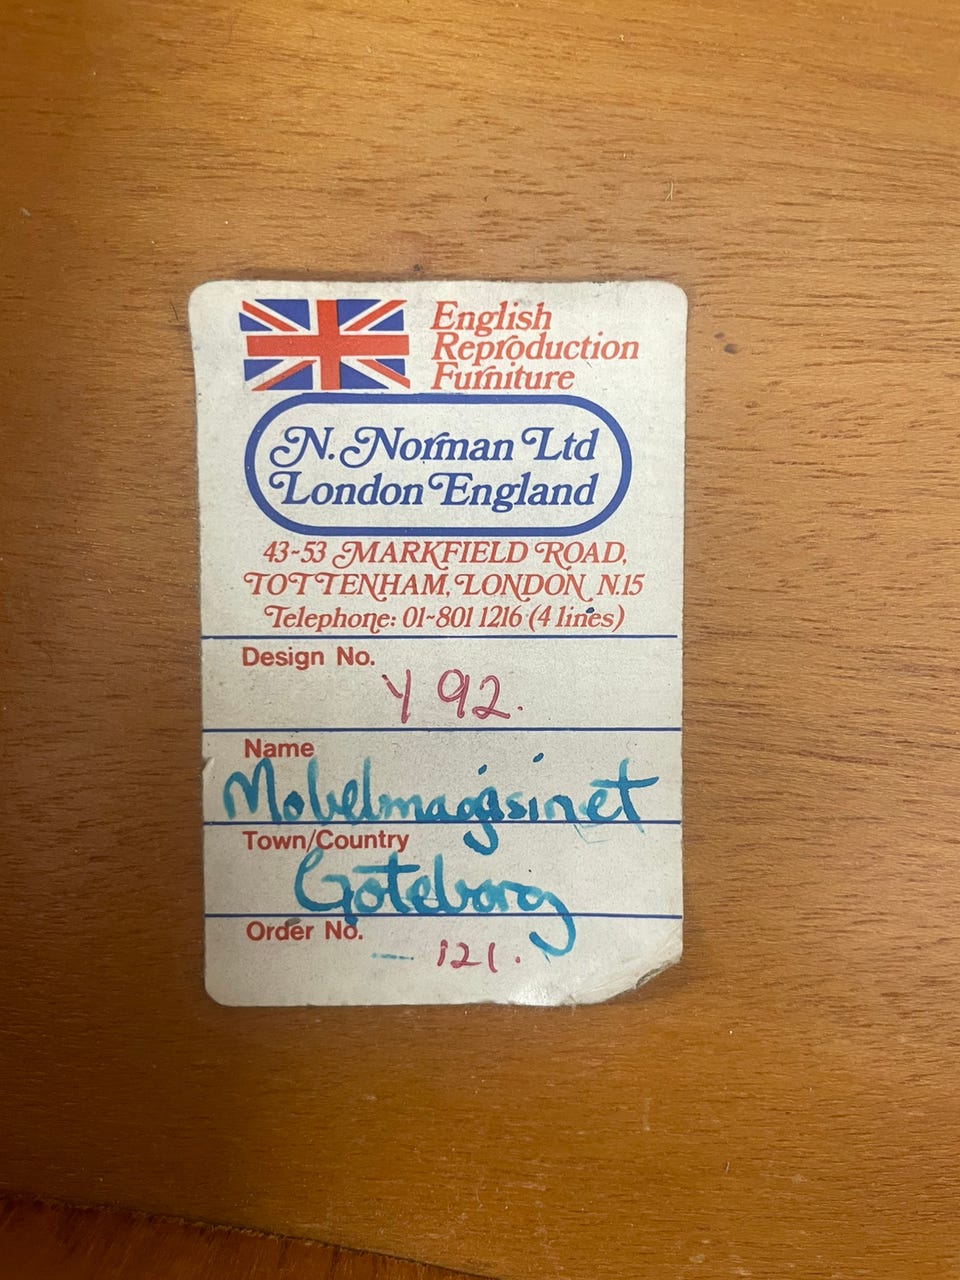 English
Reproduction
Furniture
N. Norman Ltd
London England
43-53 MARKFIELD ROAD,
TOTTENHAM, LONDON N.15
Telephone: 01-801 1216 (4 lines)
Design No.
Y 92.
Name
Mobelmagasinet
Town/Country
Goteborg
Order No.
121.